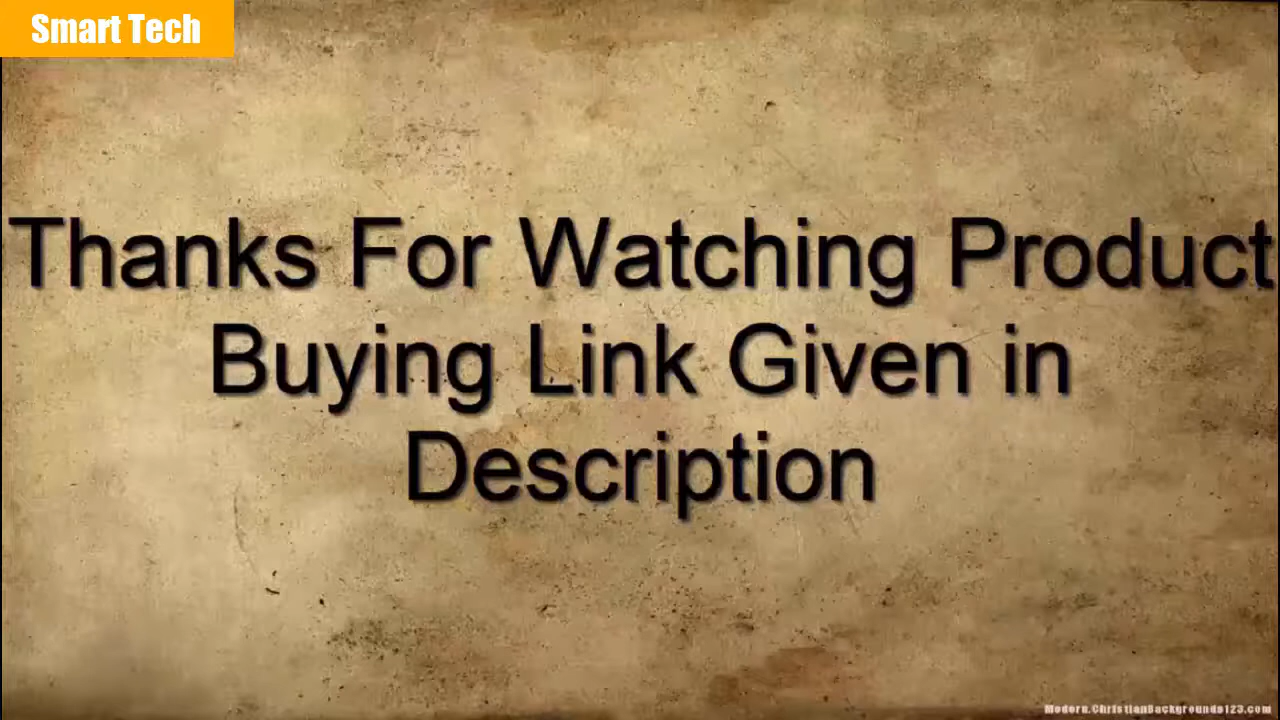 Smart Tech
Thanks For Watching Product
Buying Link Given in
Description
Modern.ChristianBackgrounds123.com